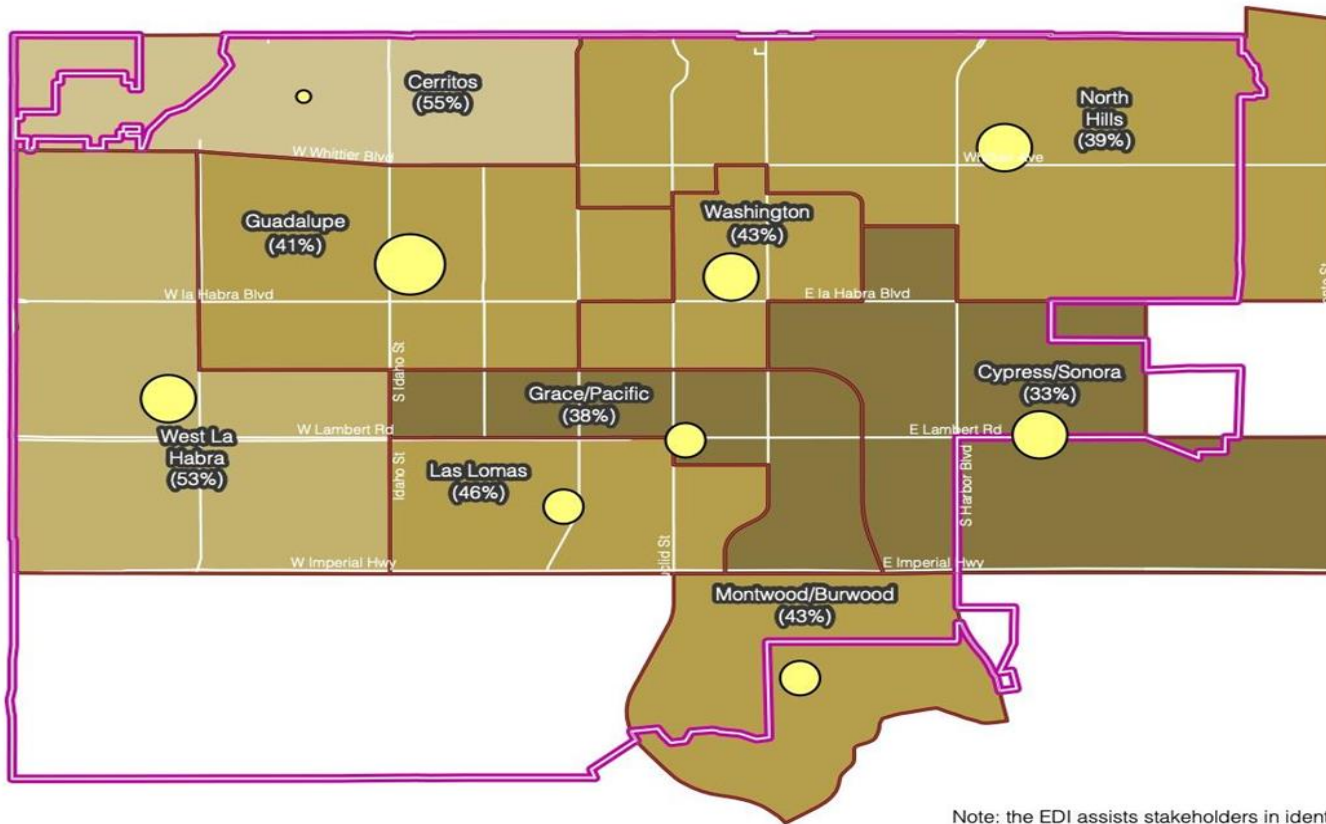 Cerritos
(55%)
North
Hills
(39%)
W Whittier Blvd
Guadalupe
(41%)
Washington
(43%)
W la Habra Blvd
E la Habra Blvd
S Idaho St
Grace/Pacific
(38%)
Cypress/Sonora
(33%)
W Lambert Rd
E Lambert Rd
West La
Habra
(53%)
Idaho St
Las Lomas
(46%)
S Harbor Blvd
W Imperial Hwy
E Imperial Hwy
Montwood/Burwood
(43%)
Note: the EDI assists stakeholders in